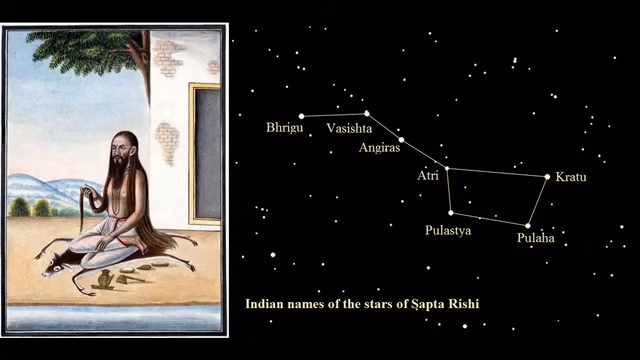 Bhrigu
Vasishta
Angiras
Atri
Kratu
Pulastya
Pulaha
Indian names of the stars of Sapta Rishi